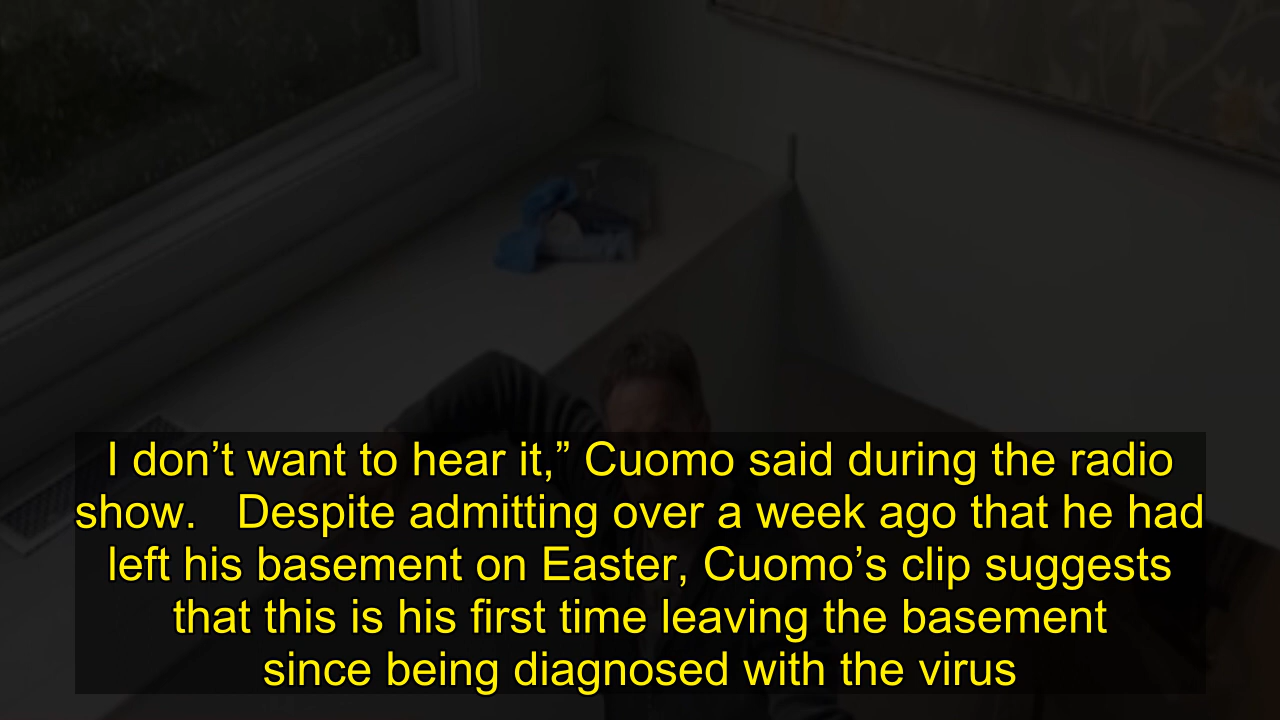 I don’t want to hear it,” Cuomo said during the radio
show.   Despite admitting over a week ago that he had
left his basement on Easter, Cuomo’s clip suggests
that this is his first time leaving the basement
since being diagnosed with the virus